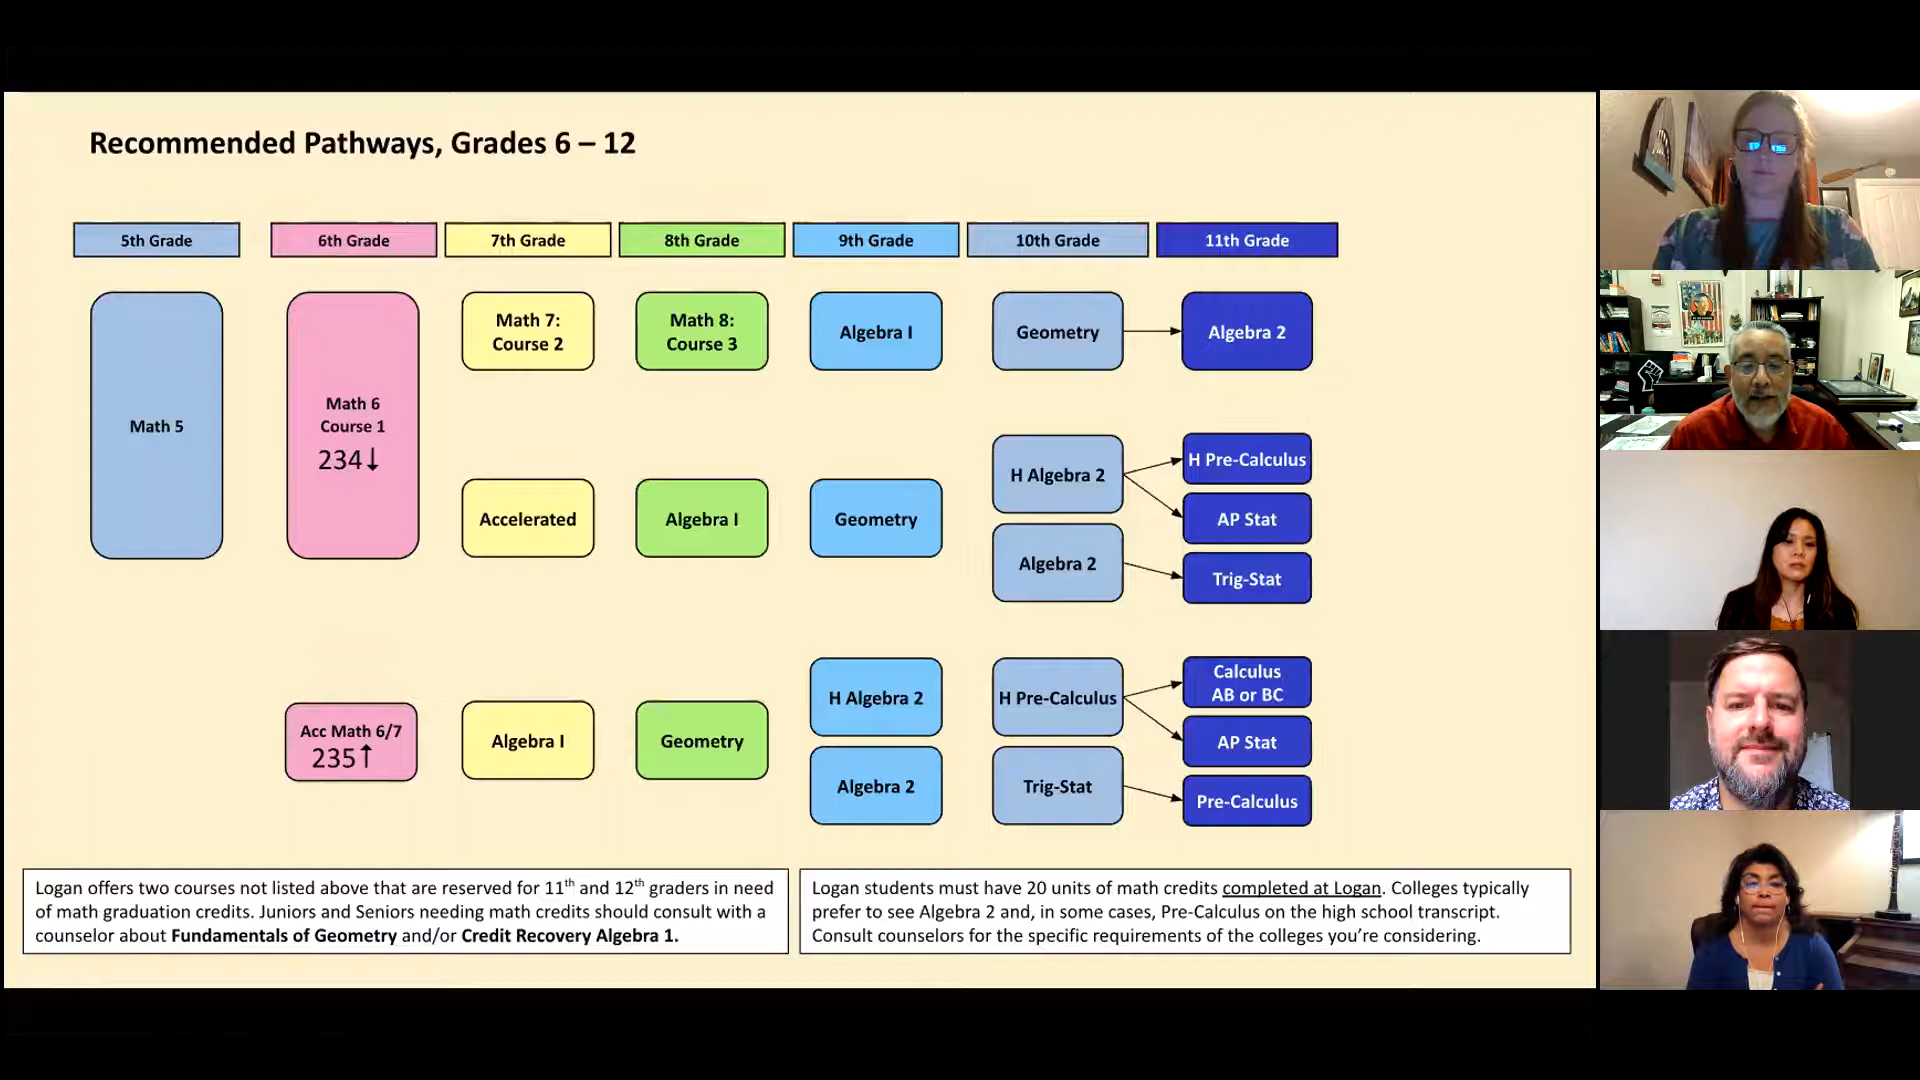 Recommended Pathways, Grades 6 – 12
5th Grade
6th Grade
7th Grade
8th Grade
9th Grade
10th Grade
11th Grade
Math 5
Math 6
Course 1
234↓
Math 7:
Course 2
Math 8:
Course 3
Algebra I
Geometry
Algebra 2
Accelerated
Algebra I
Geometry
H Algebra 2
Algebra 2
H Pre-Calculus
AP Stat
Trig-Stat
Acc Math 6/7
235↑
Algebra I
Geometry
H Algebra 2
Algebra 2
H Pre-Calculus
Trig-Stat
Calculus
AB or BC
AP Stat
Pre-Calculus
Logan offers two courses not listed above that are reserved for 11th and 12th graders in need
of math graduation credits. Juniors and Seniors needing math credits should consult with a
counselor about Fundamentals of Geometry and/or Credit Recovery Algebra 1.
Logan students must have 20 units of math credits completed at Logan. Colleges typically
prefer to see Algebra 2 and, in some cases, Pre-Calculus on the high school transcript.
Consult counselors for the specific requirements of the colleges you’re considering.